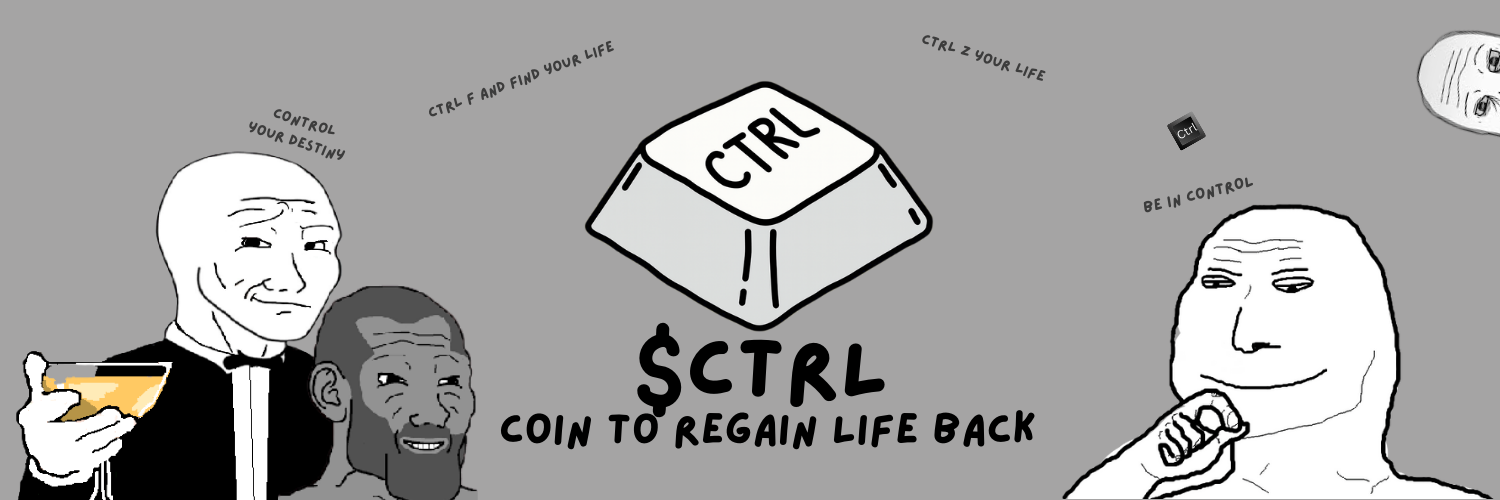 CONTROL
YOUR DESTINY
CTRL F AND FIND YOUR LIFE
CTRL Z YOUR LIFE
Ctrl
BE IN CONTROL
CTRL
$CTRL
COIN TO REGAIN LIFE BACK